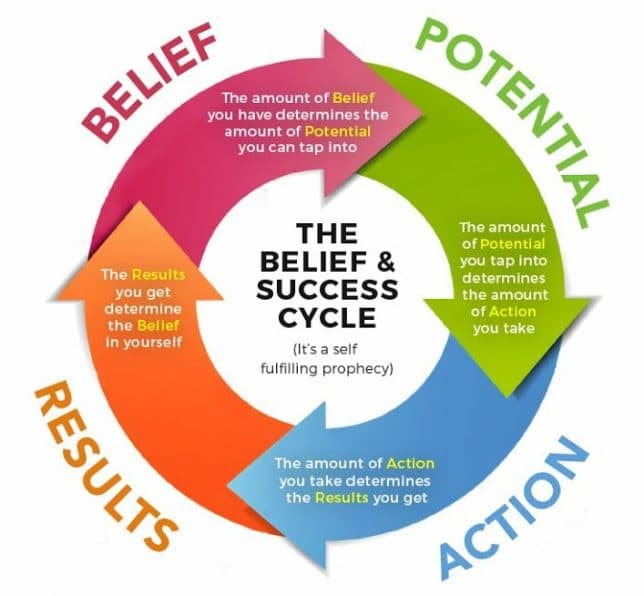 BELIEF
The amount of Belief
you have determines the
amount of Potential
you can tap into
POTENTIAL
The amount
of Potential
you tap into
determines
the amount
of Action
you take
ACTION
The amount of Action
you take determines
the Results you get
RESULTS
The Results
you get
determine
the Belief
in yourself
THE
BELIEF &
SUCCESS
CYCLE
(It's a self
fulfilling prophecy)